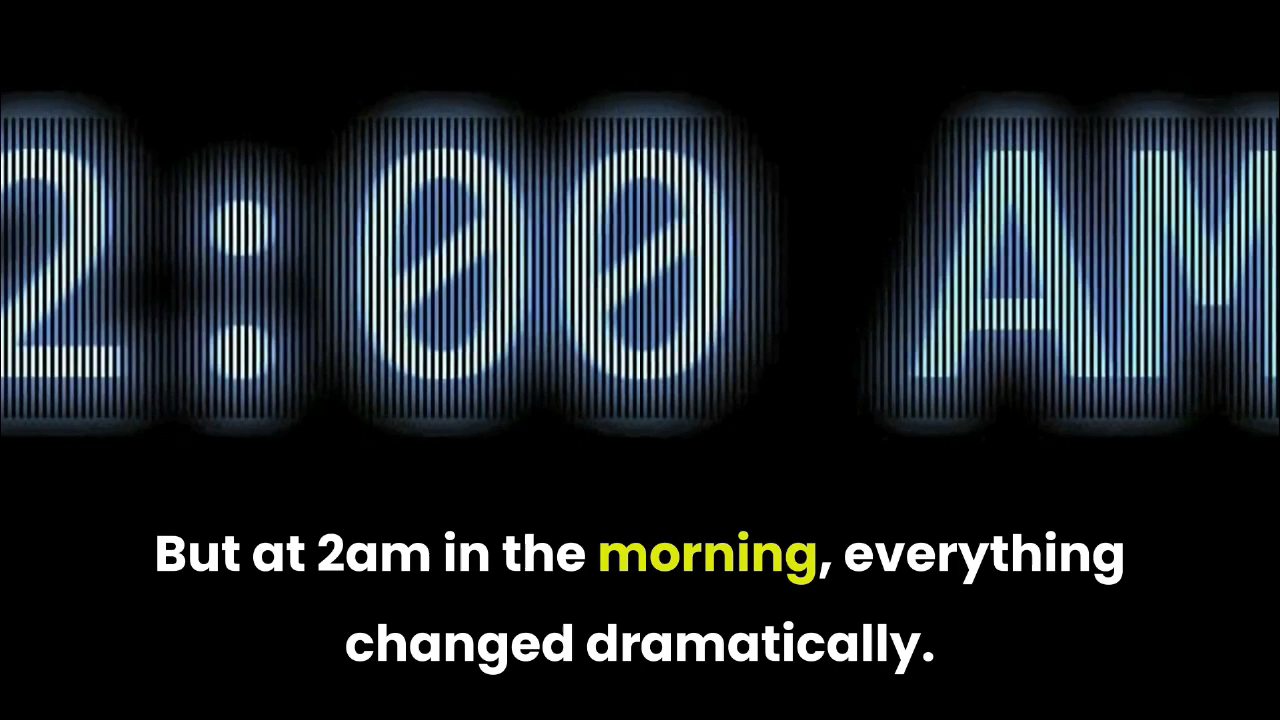 2:00 AM
But at 2am in the morning, everything
changed dramatically.